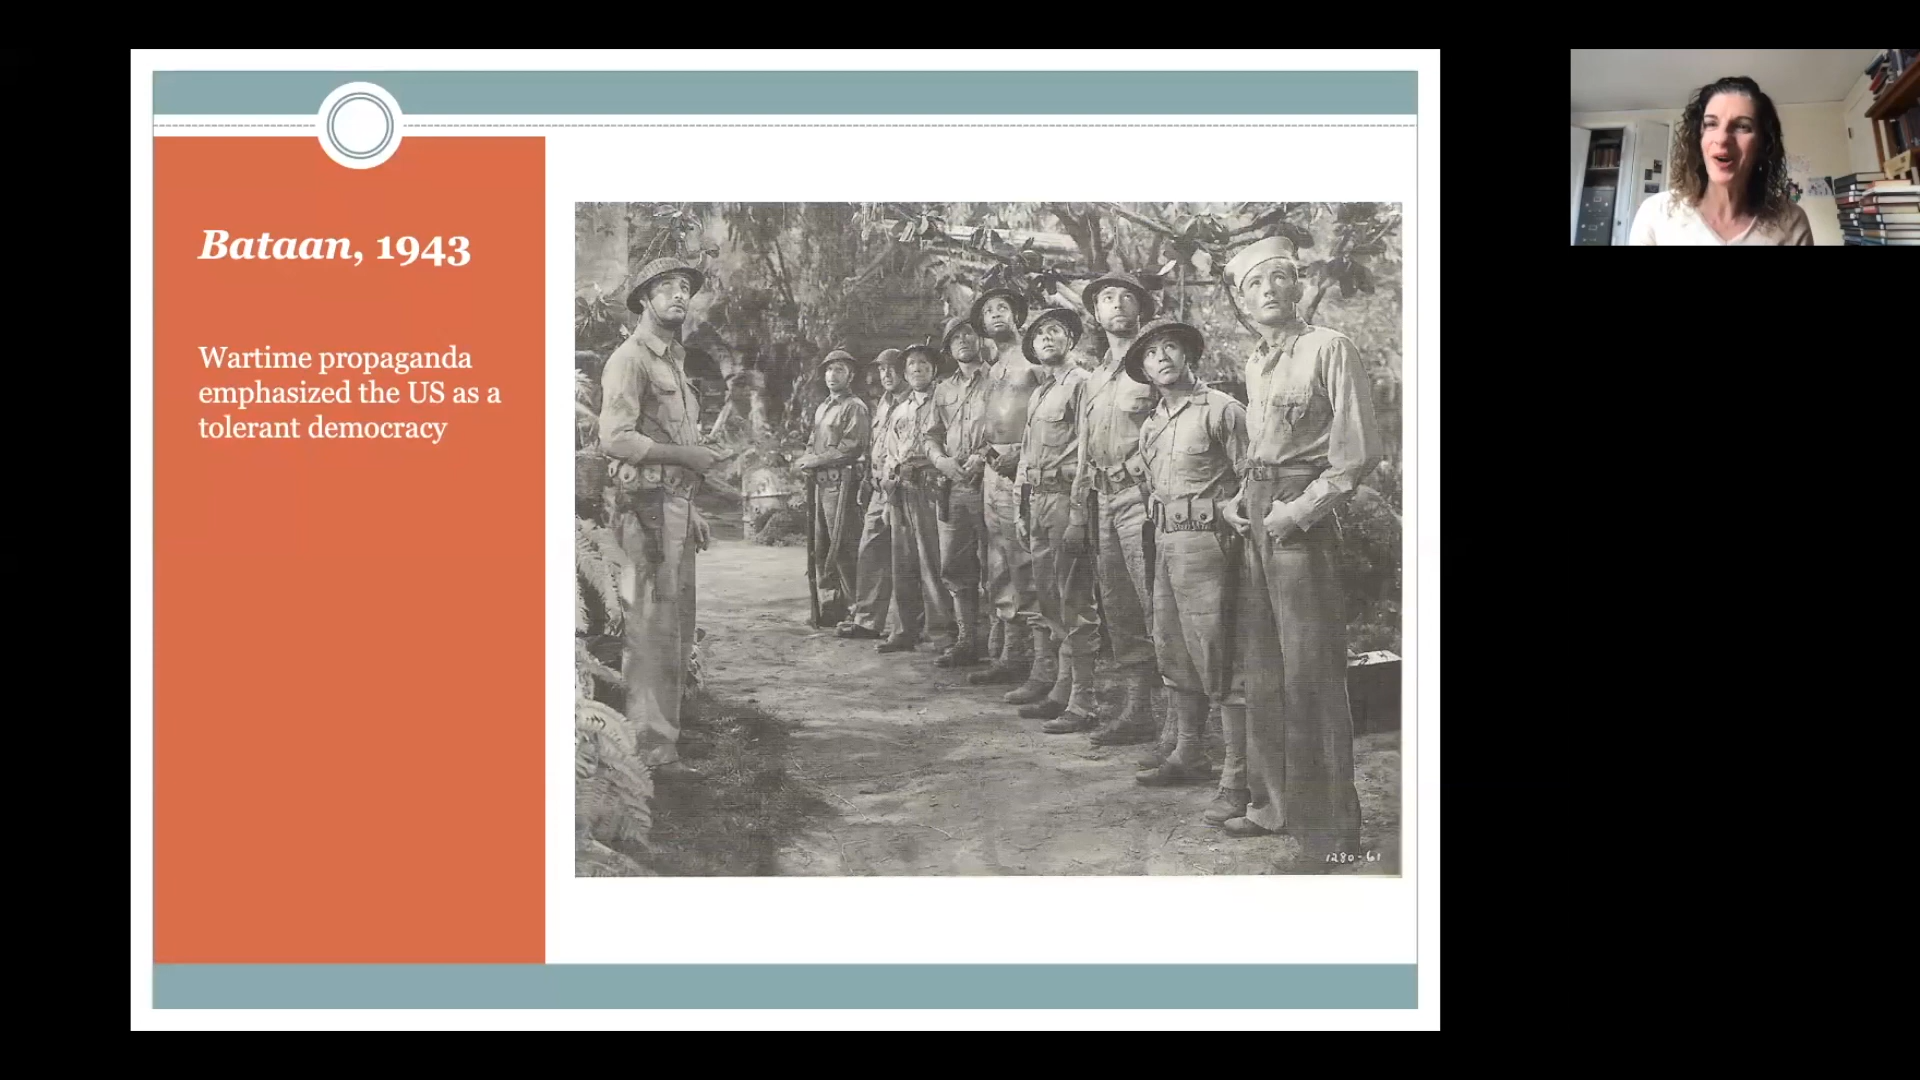 Bataan, 1943
Wartime propaganda
emphasized the US as a
tolerant democracy
1280-61